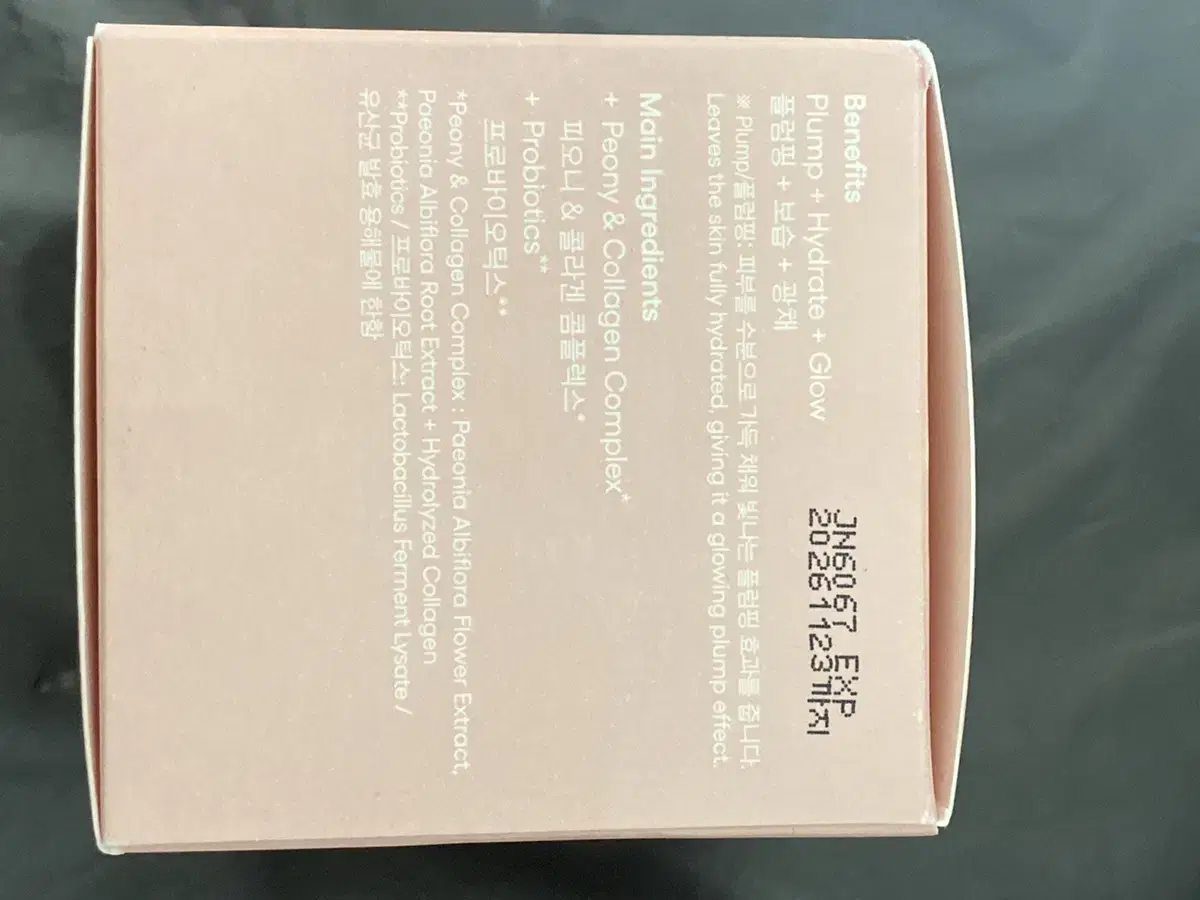 Benefits
Plump + Hydrate + Glow
플럼핑 + 보습 + 광채
※ Plump/플럼핑: 피부를 수분으로 가득 채워 빛나는 플럼핑 효과를 줍니다.
Leaves the skin fully hydrated, giving it a glowing plump effect.
Main Ingredients
+ Peony & Collagen Complex*
피오니 & 콜라겐 콤플렉스*
+ Probiotics**
프로바이오틱스**
*Peony & Collagen Complex : Paeonia Albiflora Flower Extract,
Paeonia Albiflora Root Extract + Hydrolyzed Collagen
**Probiotics / 프로바이오틱스: Lactobacillus Ferment Lysate /
유산균 발효 용해물에 한함
JN6067 EXP
20261123까지